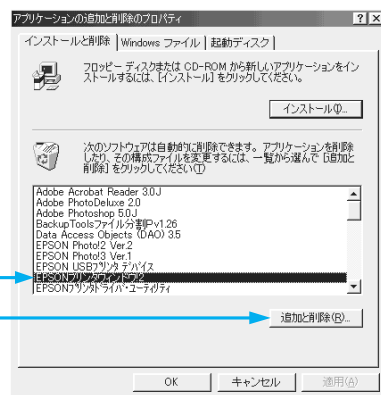 アプリケーションの追加と削除のプロパティ
インストールと削除
Windows ファイル
起動ディスク
フロッピー ディスクまたは CD-ROM から新しいアプリケーションをイン
ストールするには、[インストール] をクリックしてください。
インストール(I)...
次のソフトウェアは自動的に削除できます。アプリケーションを削除
したり、その構成ファイルを変更するには、一覧から選んで [追加と
削除] をクリックしてください(T)
Adobe Acrobat Reader 3.0J
Adobe PhotoDeluxe 2.0
Adobe Photoshop 5.0J
BackupToolsファイル分割Pv1.26
Data Access Objects (DAO) 3.5
EPSON Photo!2 Ver.2
EPSON Photo!3 Ver.1
EPSON USBプリンタ デバイス
EPSONプリンタウィンドウ!2
EPSONプリンタドライバ・ユーティリティ
追加と削除(R)...
OK
キャンセル
適用(A)